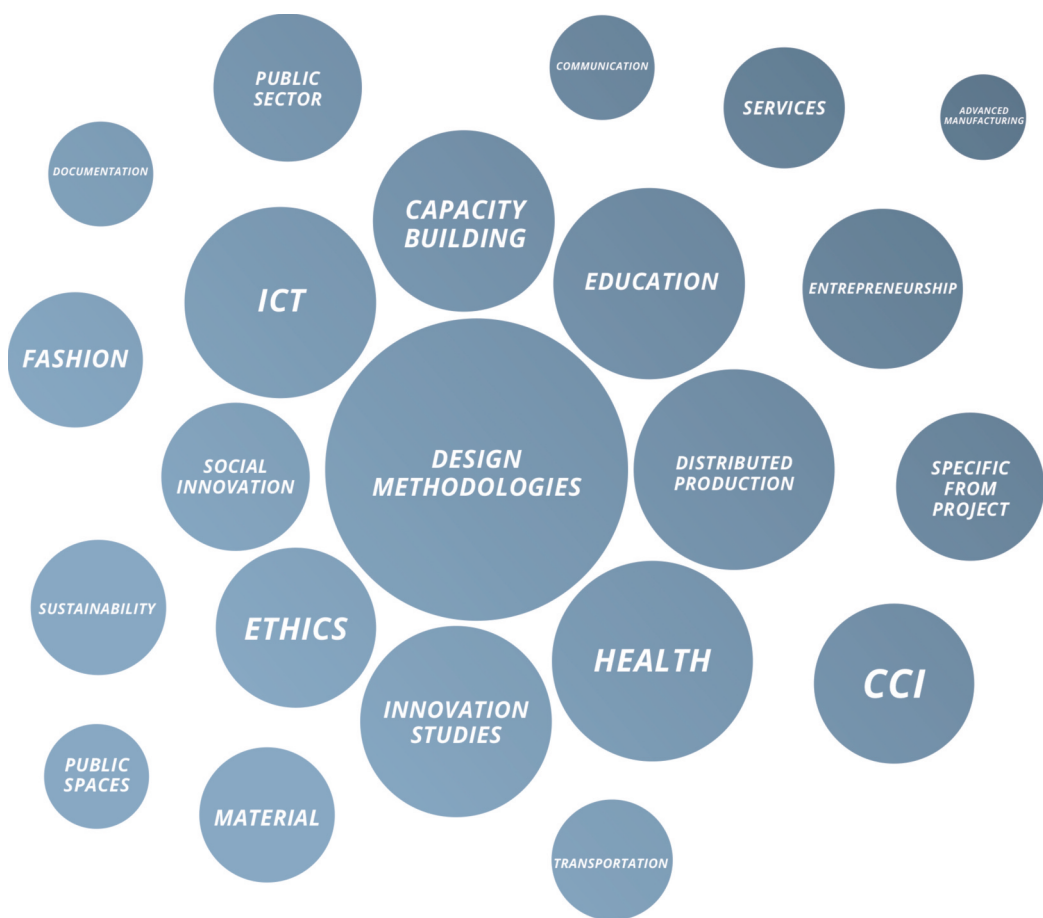 COMMUNICATION
PUBLIC
SECTOR
SERVICES
ADVANCED
MANUFACTURING
DOCUMENTATION
CAPACITY
BUILDING
EDUCATION
ICT
ENTREPRENEURSHIP
FASHION
DESIGN
METHODOLOGIES
SOCIAL
INNOVATION
DISTRIBUTED
PRODUCTION
SPECIFIC
FROM
PROJECT
SUSTAINABILITY
ETHICS
HEALTH
CCI
INNOVATION
STUDIES
PUBLIC
SPACES
MATERIAL
TRANSPORTATION